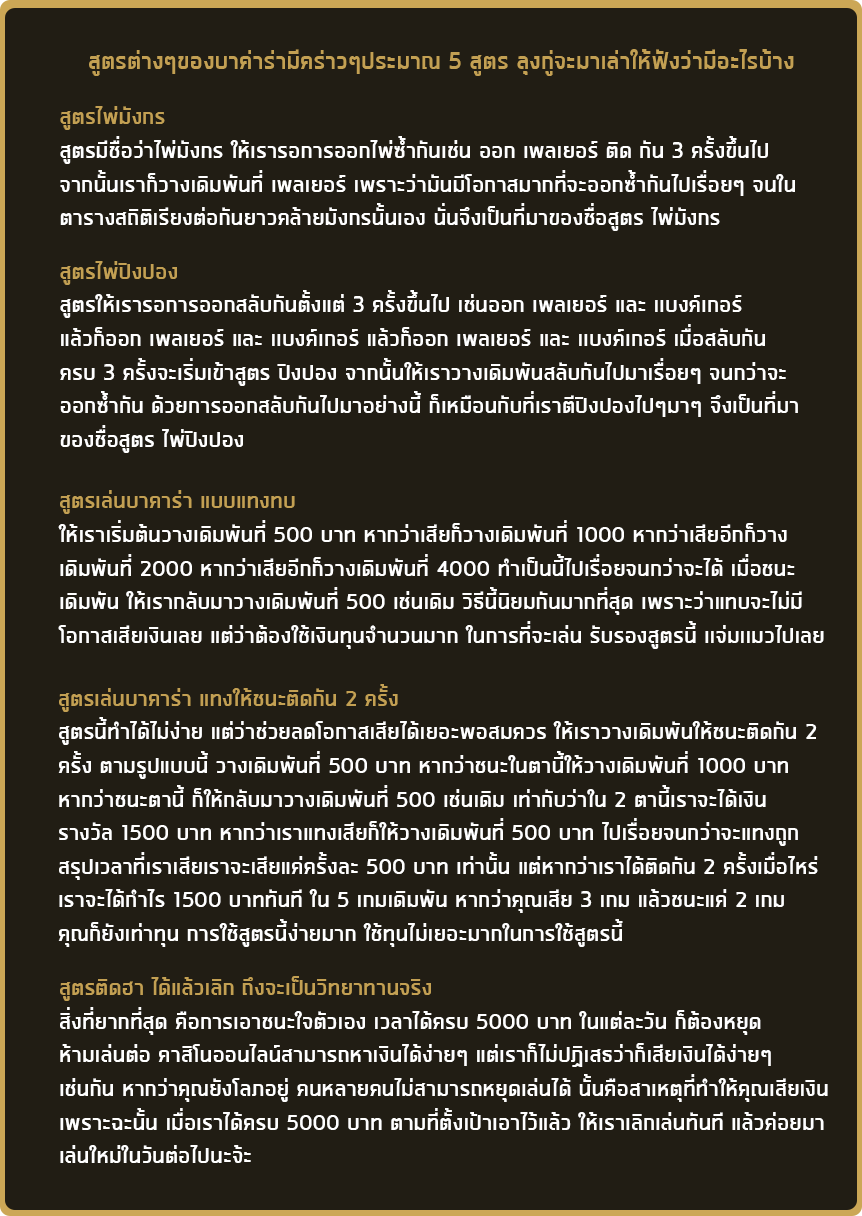 สูตรต่างๆของบาค่าร่ามีคร่าวๆประมาณ 5 สูตร ลุงกู่จะมาเล่าให้ฟังว่ามีอะไรบ้าง
สูตรไพ่มังกร
สูตรมีชื่อว่าไพ่มังกร ให้เรารอการออกไพ่ซ้ำกันเช่น ออก เพลเยอร์ ติด กัน 3 ครั้งขึ้นไป
จากนั้นเราก็วางเดิมพันที่ เพลเยอร์ เพราะว่ามันมีโอกาสมากที่จะออกซ้ำกันไปเรื่อยๆ จนใน
ตารางสถิติเรียงต่อกันยาวคล้ายมังกรนั้นเอง นั่นจึงเป็นที่มาของชื่อสูตร ไพ่มังกร
สูตรไพ่ปิงปอง
สูตรให้เรารอการออกสลับกันตั้งแต่ 3 ครั้งขึ้นไป เช่นออก เพลเยอร์ และ แบงค์เกอร์
แล้วก็ออก เพลเยอร์ และ แบงค์เกอร์ แล้วก็ออก เพลเยอร์ และ แบงค์เกอร์ เมื่อสลับกัน
ครบ 3 ครั้งจะเริ่มเข้าสูตร ปิงปอง จากนั้นให้เราวางเดิมพันสลับกันไปมาเรื่อยๆ จนกว่าจะ
ออกซ้ำกัน ด้วยการออกสลับกันไปมาอย่างนี้ ก็เหมือนกับที่เราตีปิงปองไปๆมาๆ จึงเป็นที่มา
ของชื่อสูตร ไพ่ปิงปอง
สูตรเล่นบาคาร่า แบบแทงทบ
ให้เราเริ่มต้นวางเดิมพันที่ 500 บาท หากว่าเสียก็วางเดิมพันที่ 1000 หากว่าเสียอีกก็วาง
เดิมพันที่ 2000 หากว่าเสียอีกก็วางเดิมพันที่ 4000 ทำเป็นนี้ไปเรื่อยจนกว่าจะได้ เมื่อชนะ
เดิมพัน ให้เรากลับมาวางเดิมพันที่ 500 เช่นเดิม วิธีนี้นิยมกันมากที่สุด เพราะว่าแทบจะไม่มี
โอกาสเสียเงินเลย แต่ว่าต้องใช้เงินทุนจำนวนมาก ในการที่จะเล่น รับรองสูตรนี้ แจ่มแมวไปเลย
สูตรเล่นบาคาร่า แทงให้ชนะติดกัน 2 ครั้ง
สูตรนี้ทำได้ไม่ง่าย แต่ว่าช่วยลดโอกาสเสียได้เยอะพอสมควร ให้เราวางเดิมพันให้ชนะติดกัน 2
ครั้ง ตามรูปแบบนี้ วางเดิมพันที่ 500 บาท หากว่าชนะในตานี้ให้วางเดิมพันที่ 1000 บาท
หากว่าชนะตานี้ ก็ให้กลับมาวางเดิมพันที่ 500 เช่นเดิม เท่ากับว่าใน 2 ตานี้เราจะได้เงิน
รางวัล 1500 บาท หากว่าเราแทงเสียก็ให้วางเดิมพันที่ 500 บาท ไปเรื่อยจนกว่าจะแทงถูก
สรุปเวลาที่เราเสียเราจะเสียแค่ครั้งละ 500 บาท เท่านั้น แต่หากว่าเราได้ติดกัน 2 ครั้งเมื่อไหร่
เราจะได้กำไร 1500 บาททันที ใน 5 เกมเดิมพัน หากว่าคุณเสีย 3 เกม แล้วชนะแค่ 2 เกม
คุณก็ยังเท่าทุน การใช้สูตรนี้ง่ายมาก ใช้ทุนไม่เยอะมากในการใช้สูตรนี้
สูตรติดฮา ได้แล้วเลิก ถึงจะเป็นวิทยาทานจริง
สิ่งที่ยากที่สุด คือการเอาชนะใจตัวเอง เวลาได้ครบ 5000 บาท ในแต่ละวัน ก็ต้องหยุด
ห้ามเล่นต่อ คาสิโนออนไลน์สามารถหาเงินได้ง่ายๆ แต่เราก็ไม่ปฎิเสธว่าก็เสียเงินได้ง่ายๆ
เช่นกัน หากว่าคุณยังโลภอยู่ คนหลายคนไม่สามารถหยุดเล่นได้ นั้นคือสาเหตุที่ทำให้คุณเสียเงิน
เพราะฉะนั้น เมื่อเราได้ครบ 5000 บาท ตามที่ตั้งเป้าเอาไว้แล้ว ให้เราเลิกเล่นทันที แล้วค่อยมา
เล่นใหม่ในวันต่อไปนะจ้ะ